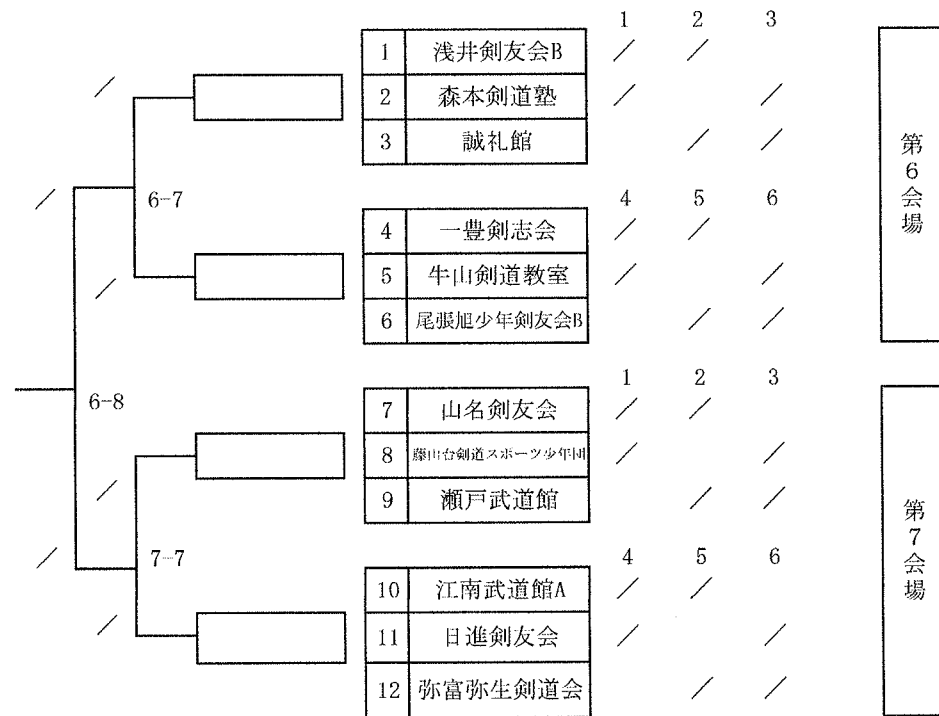 1 2 3
1 浅井剣友会B / /
2 森本剣道塾 / /
3 誠礼館 / /
第6会場
/
/
6-7
/
4 5 6
4 一豊剣志会 / /
5 牛山剣道教室 / /
6 尾張旭少年剣友会B / /
6-8
1 2 3
7 山名剣友会 / /
8 藤山台剣道スポーツ少年団 / /
9 瀬戸武道館 / /
第7会場
/
/
7-7
/
4 5 6
10 江南武道館A / /
11 日進剣友会 / /
12 弥富弥生剣道会 / /